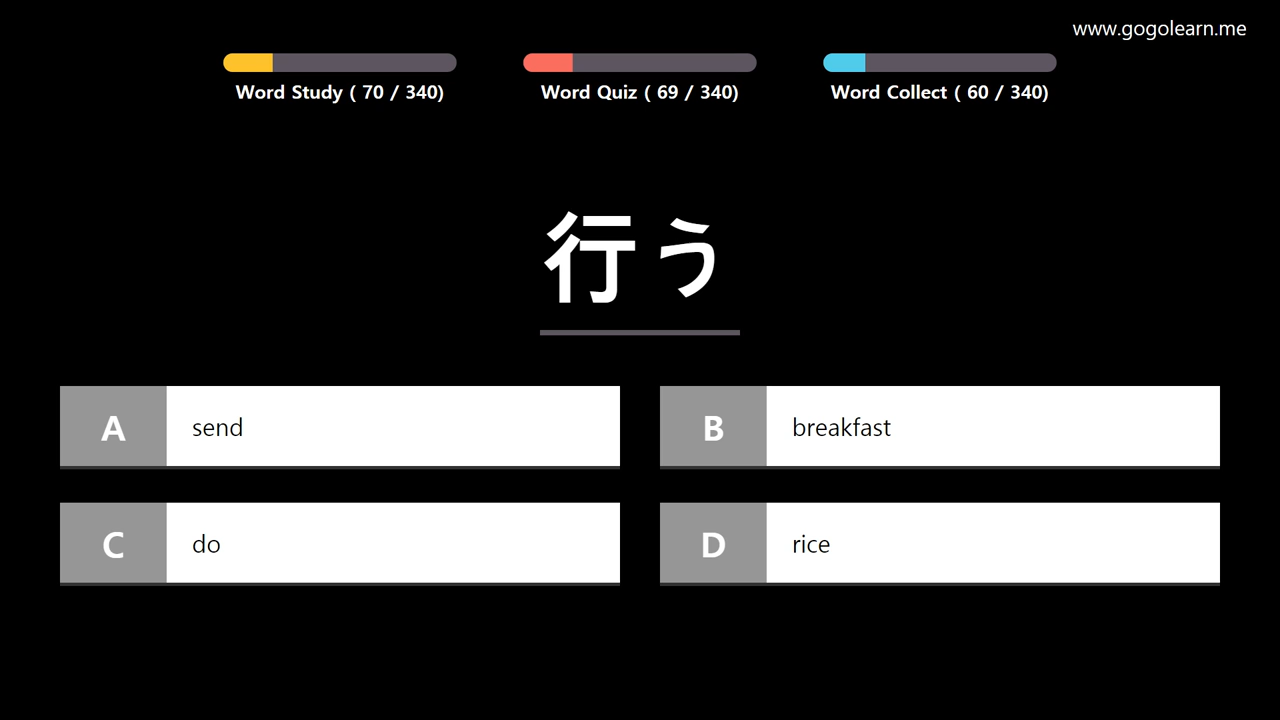 www.gogolearn.me
Word Study ( 70 / 340)
Word Quiz ( 69 / 340)
Word Collect ( 60 / 340)
行う
A
send
B
breakfast
C
do
D
rice